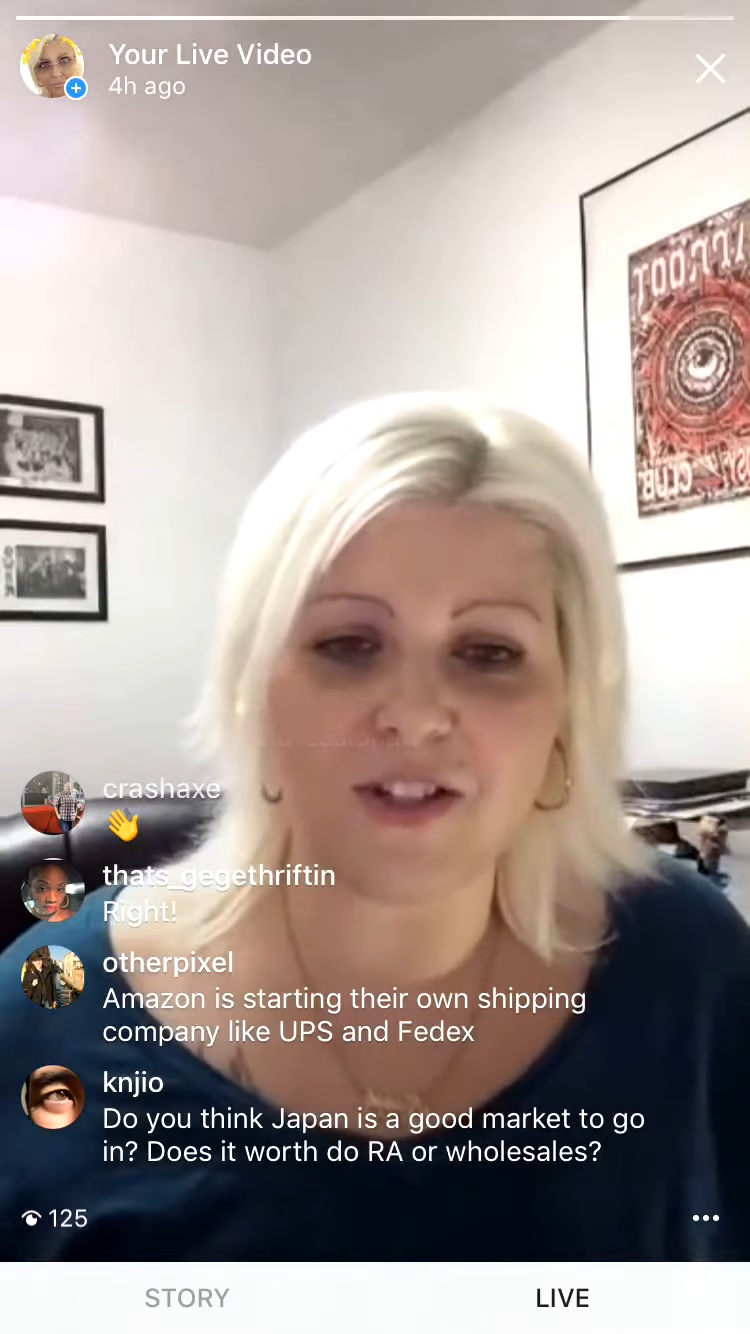 Your Live Video
4h ago
crashaxe
👋
thats_gegethriftin
Right!
otherpixel
Amazon is starting their own shipping
company like UPS and Fedex
knjio
Do you think Japan is a good market to go
in? Does it worth do RA or wholesales?
125
STORY
LIVE